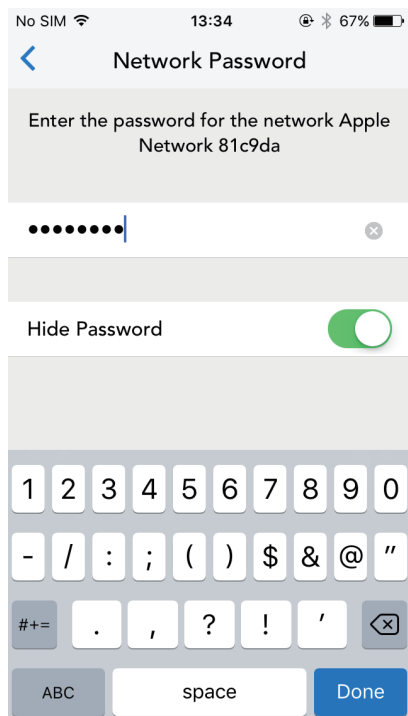 No SIM 13:34 67%
Network Password
Enter the password for the network Apple
Network 81c9da
••••••••
Hide Password
1 2 3 4 5 6 7 8 9 0
- / : ; ( ) $ & @ "
#+= . , ? ! '
ABC space Done